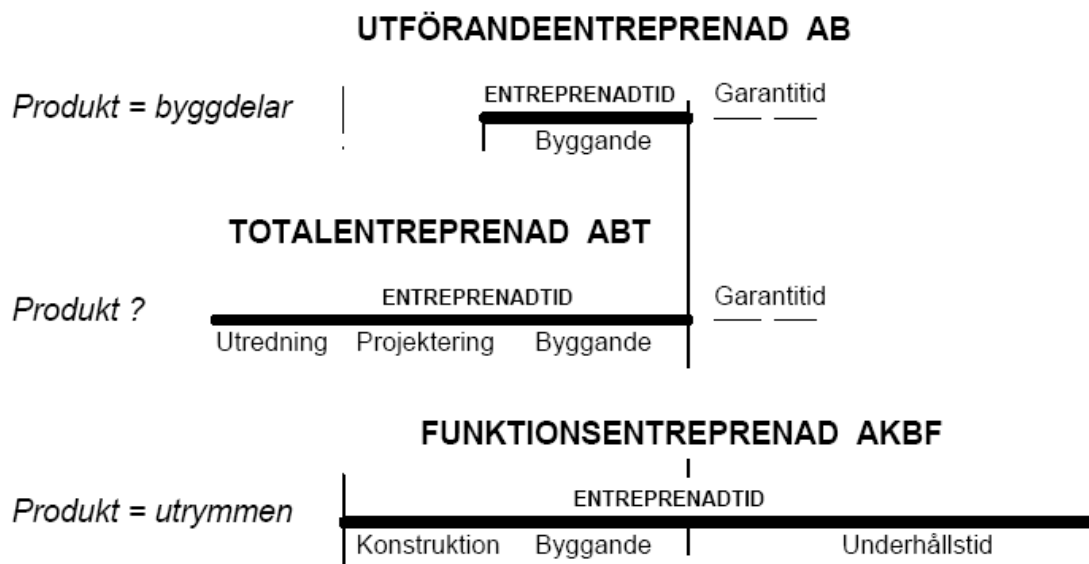 UTFÖRANDEENTREPRENAD AB
Produkt = byggdelar
ENTREPRENADTID
Garantitid
Byggande
TOTALENTREPRENAD ABT
Produkt ?
ENTREPRENADTID
Garantitid
Utredning Projektering Byggande
FUNKTIONSENTREPRENAD AKBF
Produkt = utrymmen
ENTREPRENADTID
Konstruktion Byggande Underhållstid